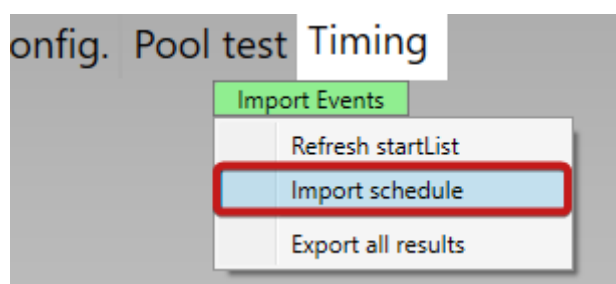 onfig. Pool test Timing
Import Events
Refresh startList
Import schedule
Export all results